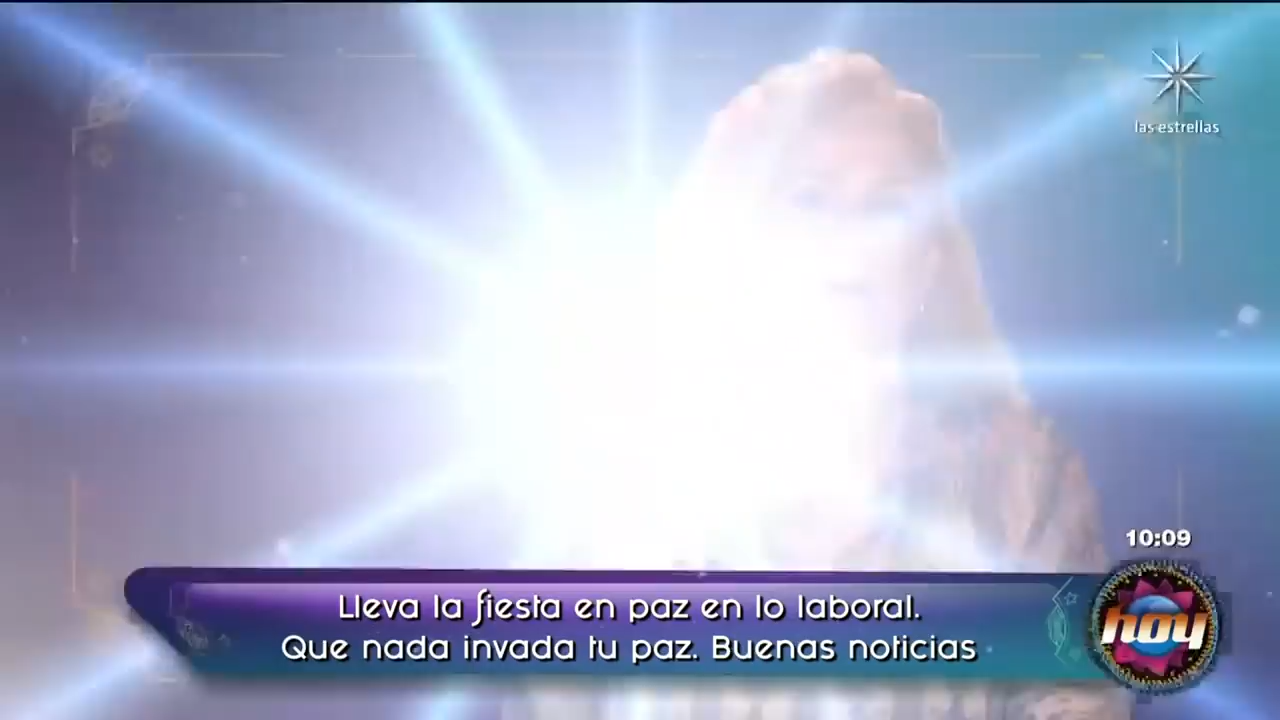 las estrellas
10:09
Lleva la fiesta en paz en lo laboral.
Que nada invada tu paz. Buenas noticias
hoy